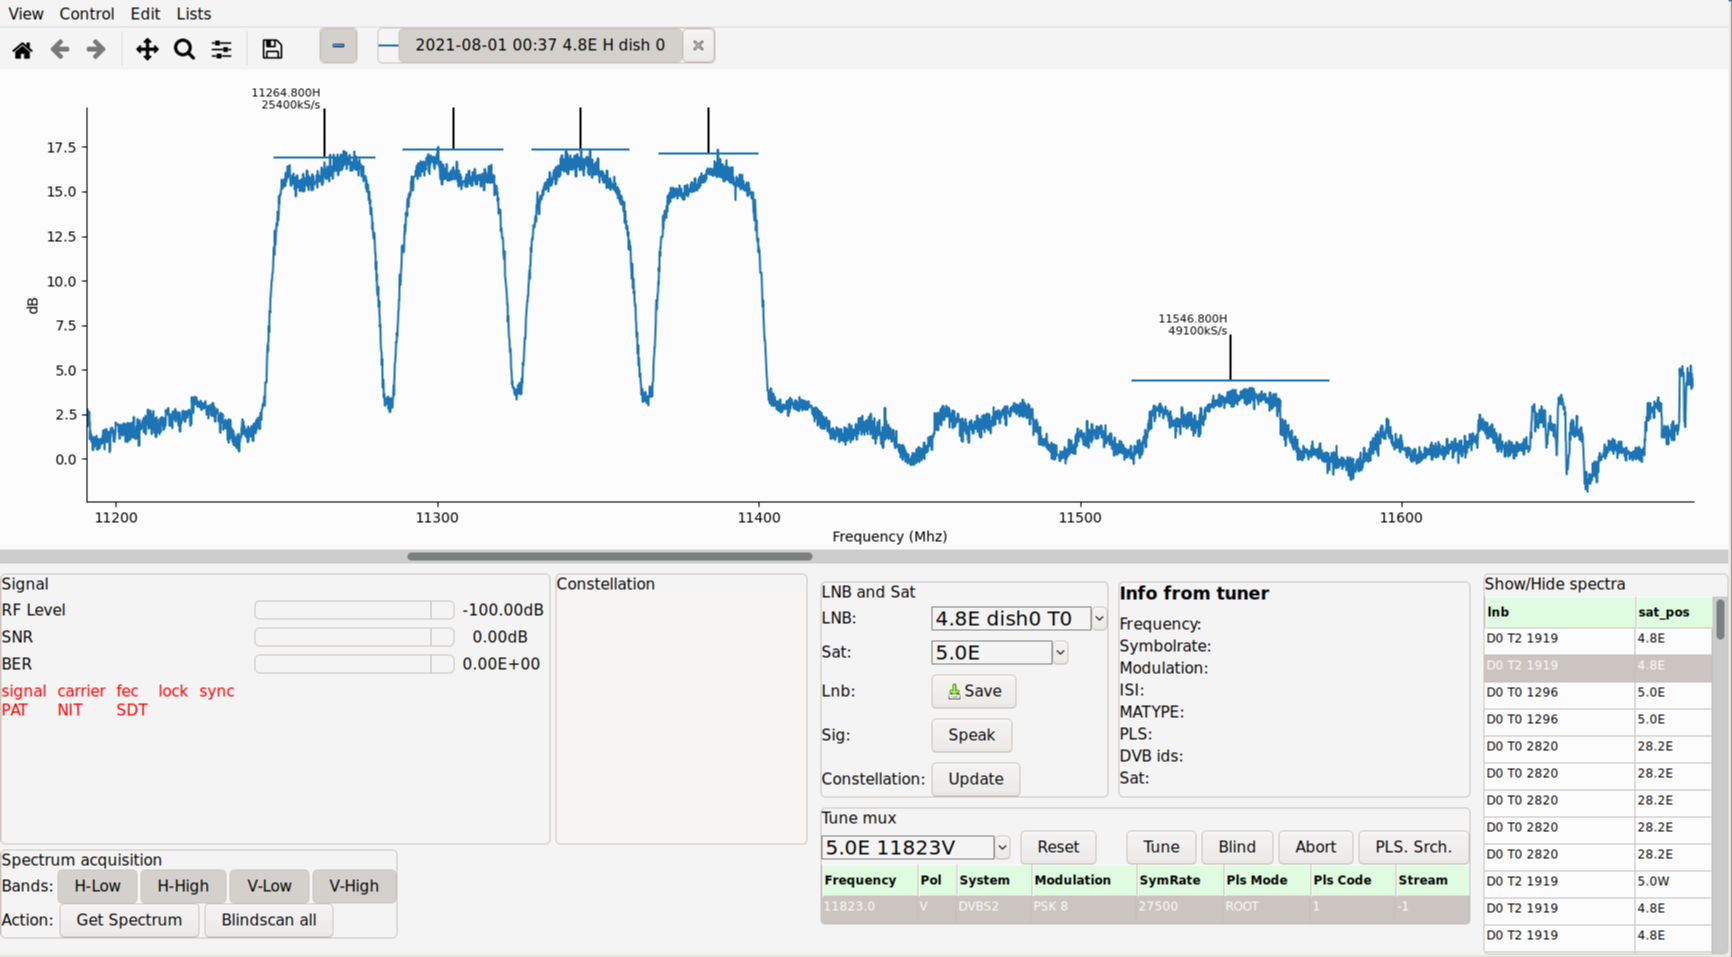 View Control Edit Lists
2021-08-01 00:37 4.8E H dish 0
11264.800H
25400kS/s
17.5
15.0
12.5
10.0
7.5
5.0
2.5
0.0
dB
11546.800H
49100kS/s
11200 11300 11400 11500 11600
Frequency (Mhz)
Signal
RF Level -100.00dB
SNR 0.00dB
BER 0.00E+00
signal carrier fec lock sync
PAT NIT SDT
Constellation
LNB and Sat
LNB: 4.8E dish0 T0
Sat: 5.0E
Lnb: Save
Sig: Speak
Constellation: Update
Info from tuner
Frequency:
Symbolrate:
Modulation:
ISI:
MATYPE:
PLS:
DVB ids:
Sat:
Show/Hide spectra
lnb sat_pos
D0 T2 1919 4.8E
D0 T2 1919 4.8E
D0 T0 1296 5.0E
D0 T0 1296 5.0E
D0 T0 2820 28.2E
D0 T0 2820 28.2E
D0 T0 2820 28.2E
D0 T0 2820 28.2E
D0 T0 2820 28.2E
D0 T2 1919 5.0W
D0 T2 1919 4.8E
D0 T2 1919 4.8E
Spectrum acquisition
Bands: H-Low H-High V-Low V-High
Action: Get Spectrum Blindscan all
Tune mux
5.0E 11823V Reset Tune Blind Abort PLS. Srch.
Frequency Pol System Modulation SymRate Pls Mode Pls Code Stream
11823.0 V DVBS2 PSK 8 27500 ROOT 1 -1